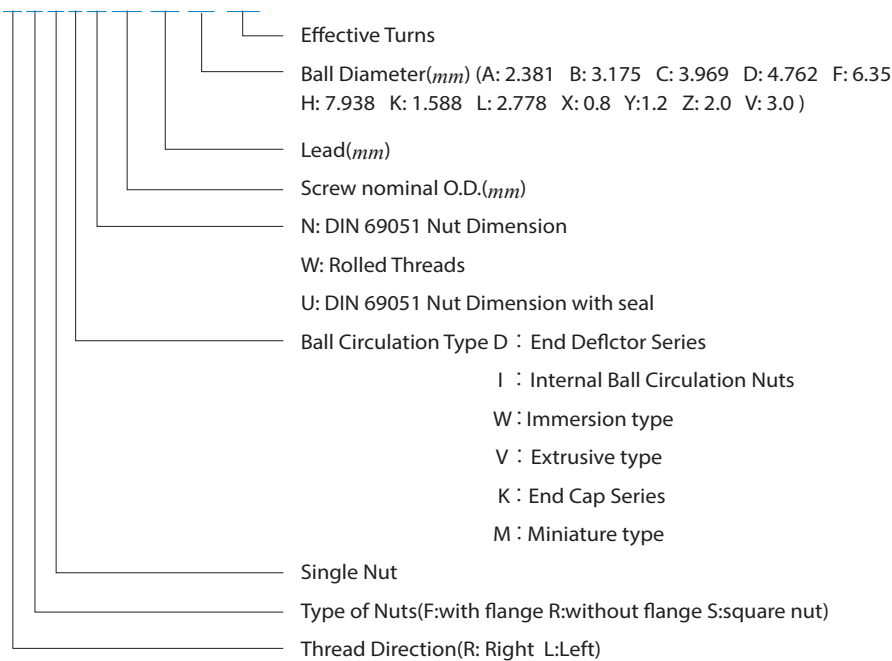 Effective Turns
Ball Diameter(mm) (A: 2.381 B: 3.175 C: 3.969 D: 4.762 F: 6.35
H: 7.938 K: 1.588 L: 2.778 X: 0.8 Y:1.2 Z: 2.0 V: 3.0 )
Lead(mm)
Screw nominal O.D.(mm)
N: DIN 69051 Nut Dimension
W: Rolled Threads
U: DIN 69051 Nut Dimension with seal
Ball Circulation Type D：End Deflctor Series
I：Internal Ball Circulation Nuts
W：Immersion type
V：Extrusive type
K：End Cap Series
M：Miniature type
Single Nut
Type of Nuts(F:with flange R:without flange S:square nut)
Thread Direction(R: Right L:Left)